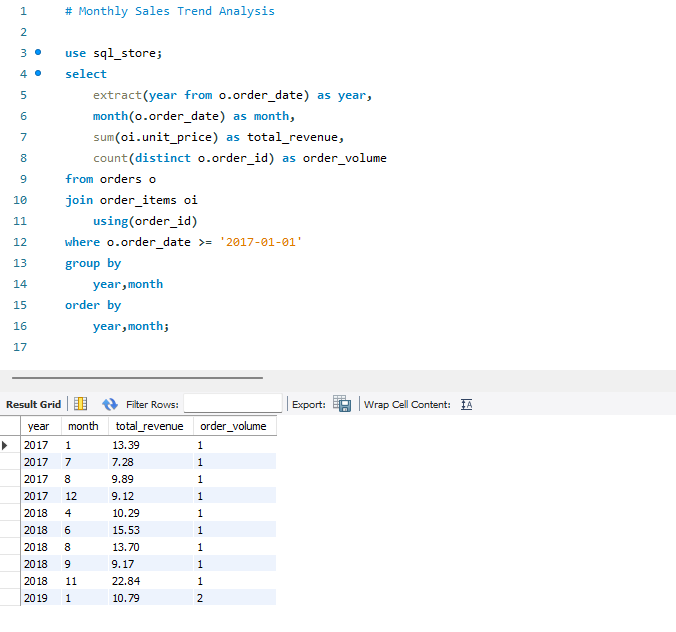 1 # Monthly Sales Trend Analysis
2
3 use sql_store;
4 select
5 extract(year from o.order_date) as year,
6 month(o.order_date) as month,
7 sum(oi.unit_price) as total_revenue,
8 count(distinct o.order_id) as order_volume
9 from orders o
10 join order_items oi
11 using(order_id)
12 where o.order_date >= '2017-01-01'
13 group by
14 year,month
15 order by
16 year,month;
17
Result Grid Filter Rows: Export: Wrap Cell Content: IA
year month total_revenue order_volume
2017 1 13.39 1
2017 7 7.28 1
2017 8 9.89 1
2017 12 9.12 1
2018 4 10.29 1
2018 6 15.53 1
2018 8 13.70 1
2018 9 9.17 1
2018 11 22.84 1
2019 1 10.79 2